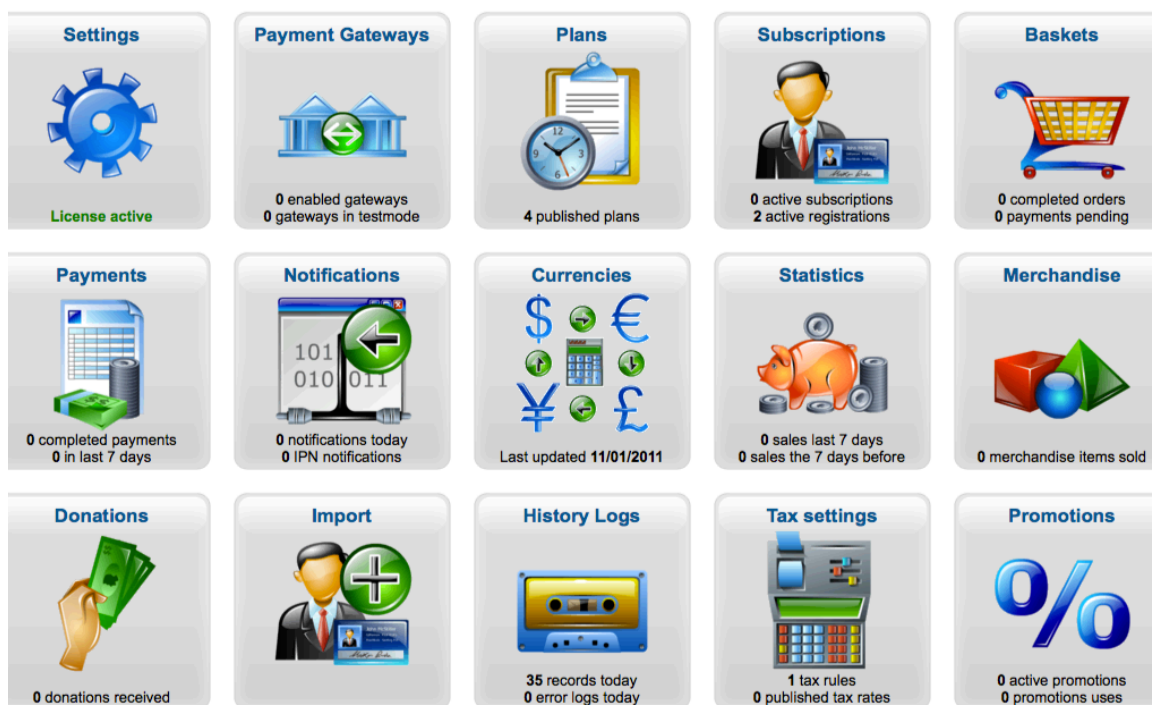 Settings
License active
Payment Gateways
0 enabled gateways
0 gateways in testmode
Plans
12
3
6
9
4 published plans
Subscriptions
0 active subscriptions
2 active registrations
Baskets
0 completed orders
0 payments pending
Payments
0 completed payments
0 in last 7 days
Notifications
101
010 011
0 notifications today
0 IPN notifications
Currencies
$ €
¥ £
Last updated 11/01/2011
Statistics
0 sales last 7 days
0 sales the 7 days before
Merchandise
0 merchandise items sold
Donations
0 donations received
Import
History Logs
35 records today
0 error logs today
Tax settings
1 tax rules
0 published tax rates
Promotions
%
0 active promotions
0 promotions uses